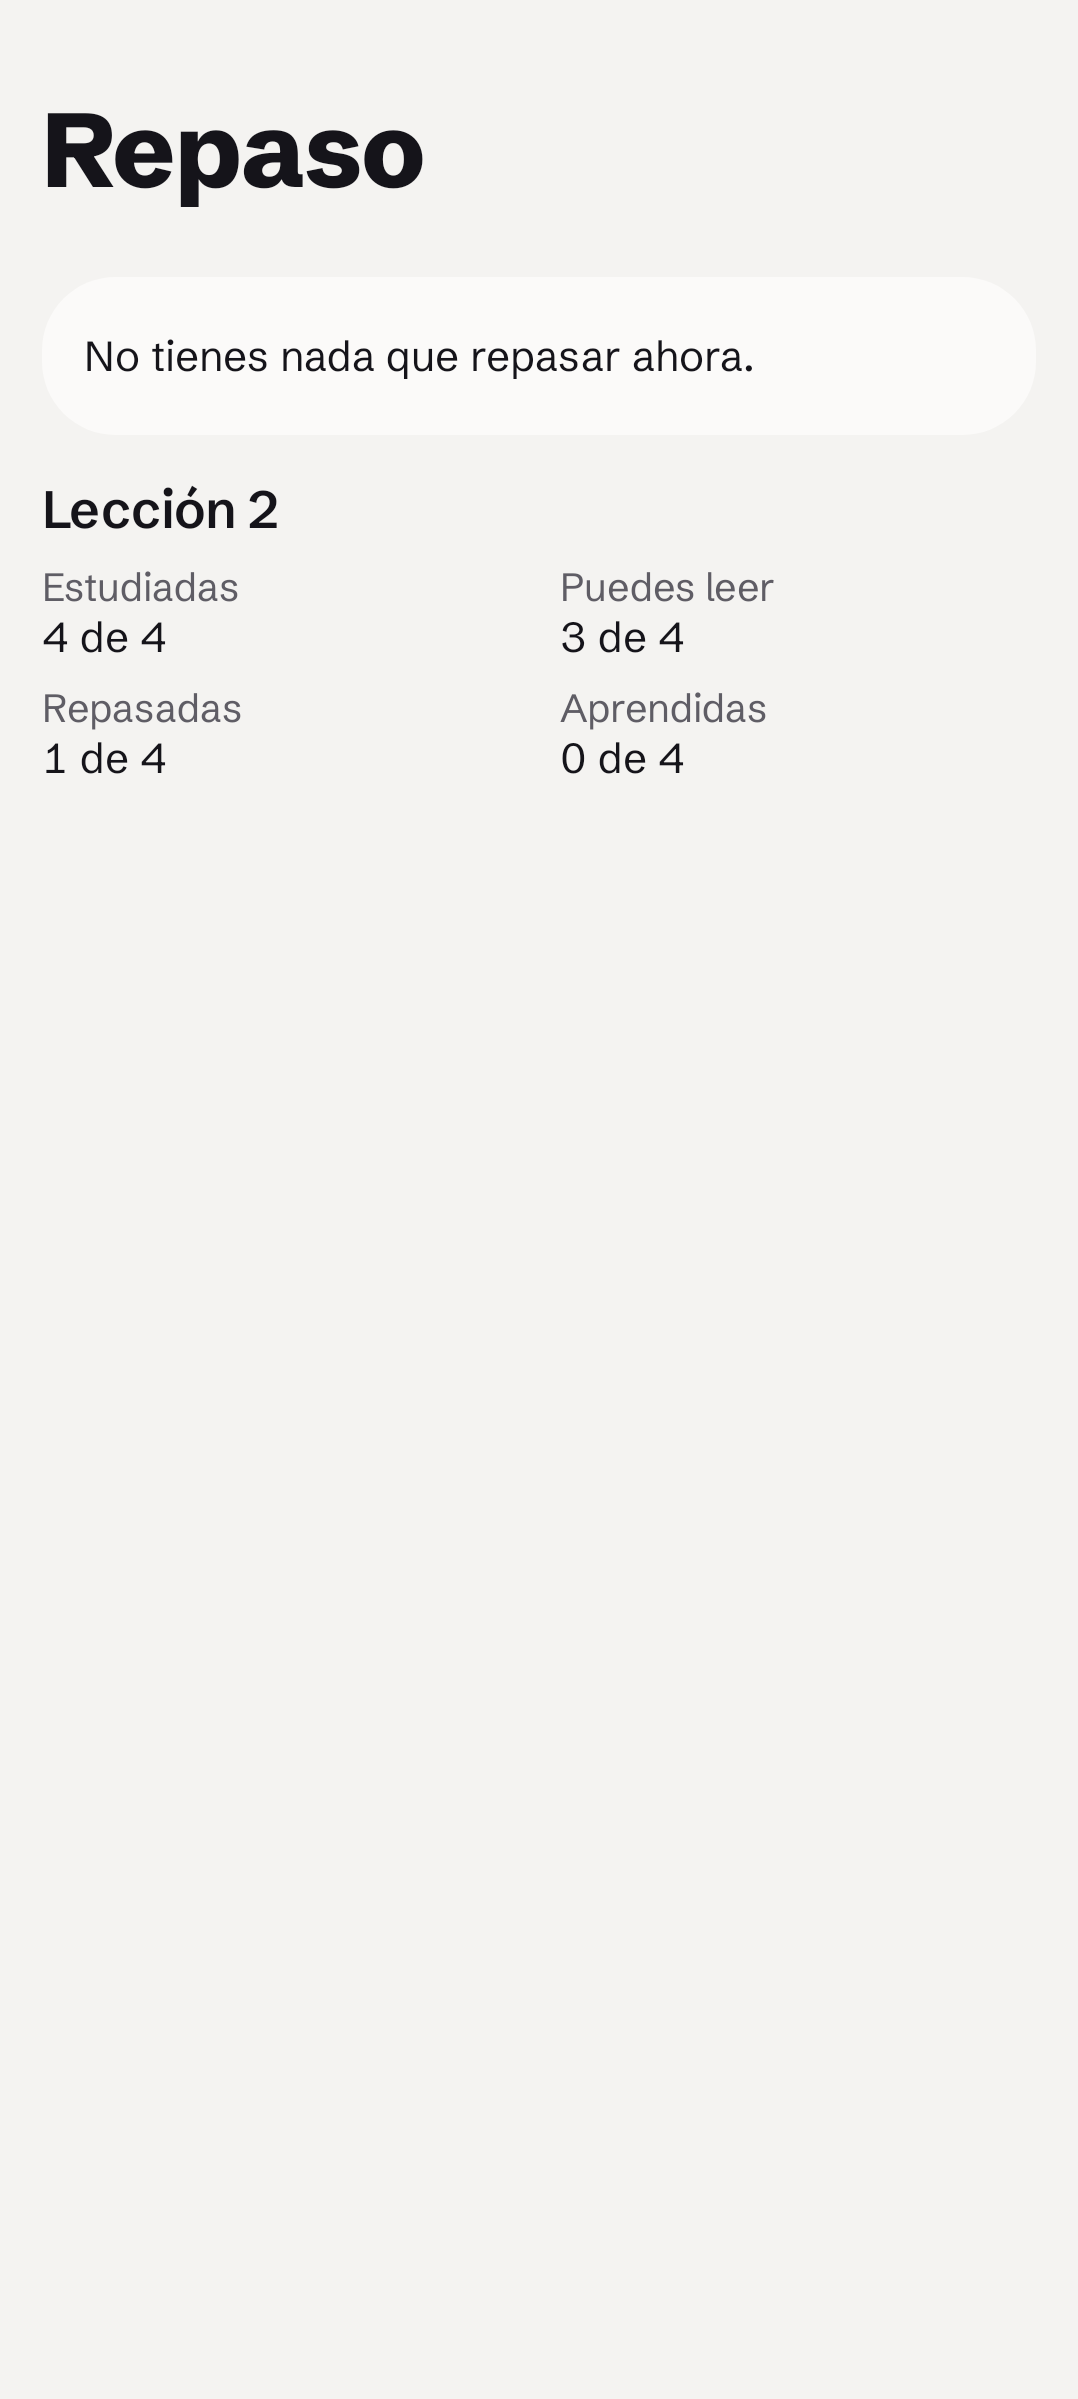 Repaso
No tienes nada que repasar ahora.
Lección 2
Estudiadas
4 de 4
Puedes leer
3 de 4
Repasadas
1 de 4
Aprendidas
0 de 4